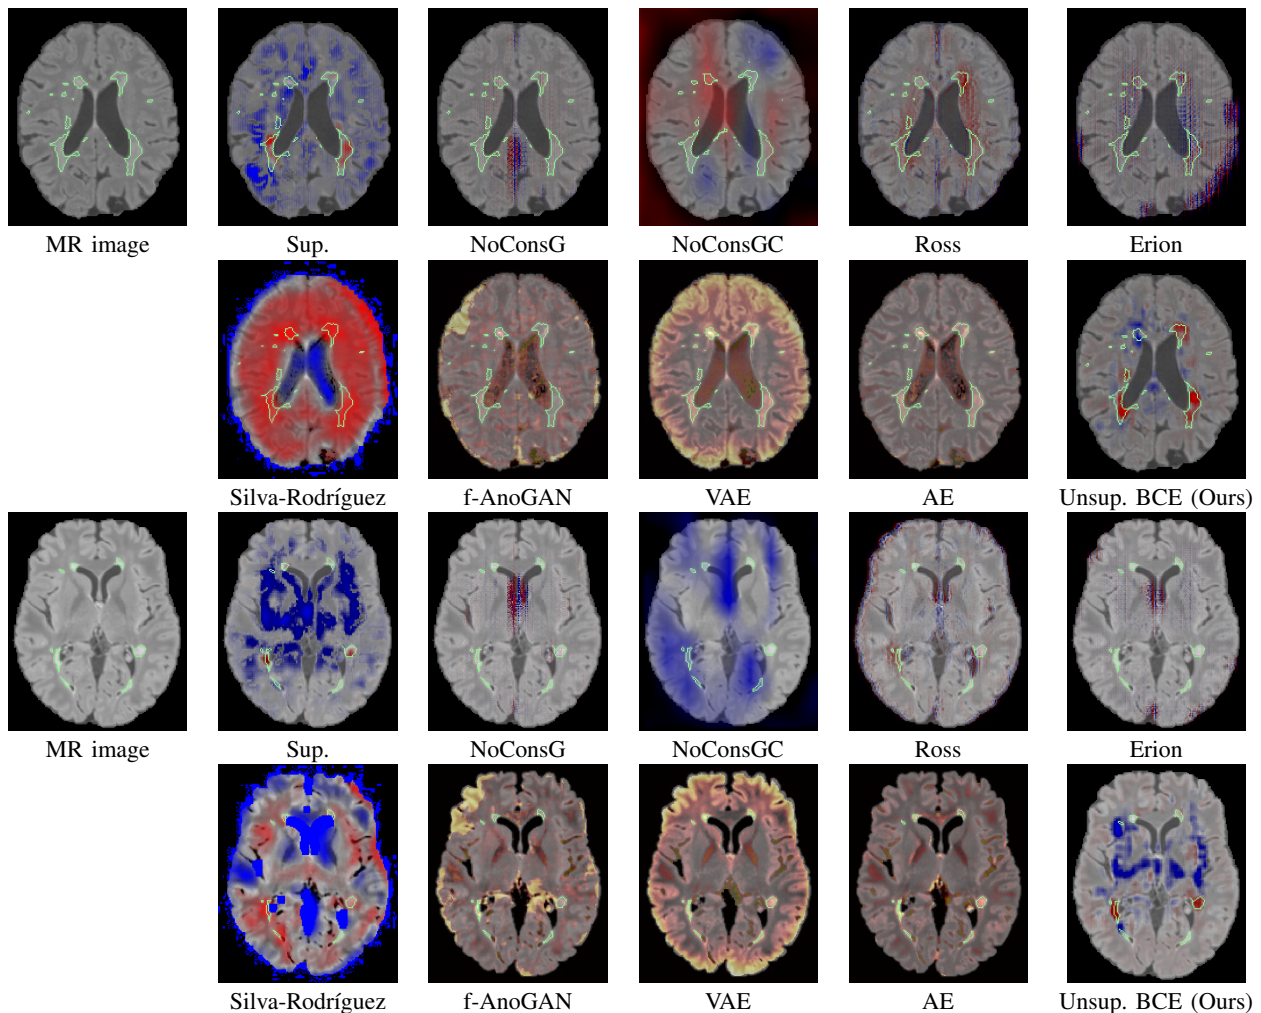 MR image Sup. NoConsG NoConsGC Ross Erion
Silva-Rodríguez f-AnoGAN VAE AE Unsup. BCE (Ours)
MR image Sup. NoConsG NoConsGC Ross Erion
Silva-Rodríguez f-AnoGAN VAE AE Unsup. BCE (Ours)